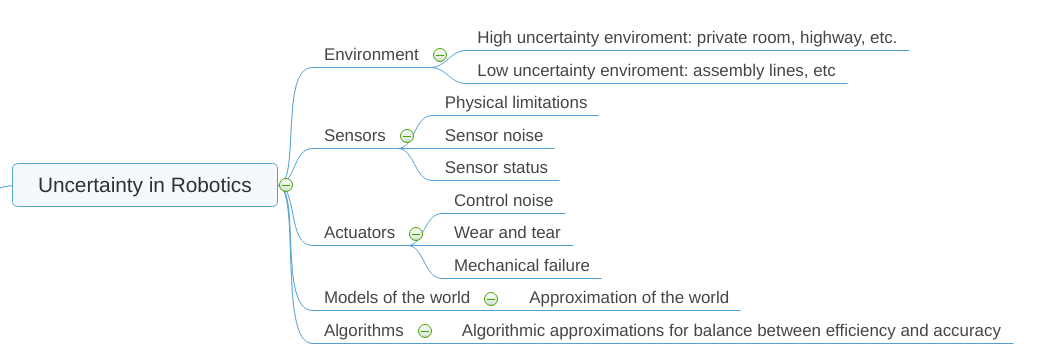 Uncertainty in Robotics
Environment
High uncertainty enviroment: private room, highway, etc.
Low uncertainty enviroment: assembly lines, etc
Sensors
Physical limitations
Sensor noise
Sensor status
Actuators
Control noise
Wear and tear
Mechanical failure
Models of the world
Approximation of the world
Algorithms
Algorithmic approximations for balance between efficiency and accuracy